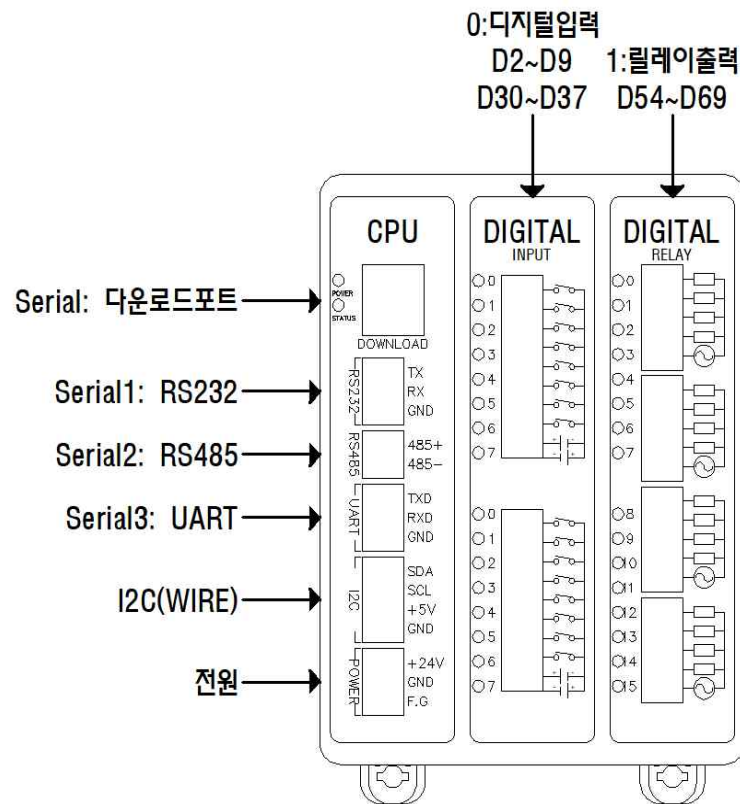 0:디지털입력
D2~D9
D30~D37
1:릴레이출력
D54~D69
CPU
DIGITAL
INPUT
DIGITAL
RELAY
Serial: 다운로드포트
POWER
STATUS
DOWNLOAD
Serial1: RS232
RS232
TX
RX
GND
Serial2: RS485
RS485
485+
485-
Serial3: UART
UART
TXD
RXD
GND
I2C(WIRE)
I2C
SDA
SCL
+5V
GND
전원
POWER
+24V
GND
F.G
0
1
2
3
4
5
6
7
0
1
2
3
4
5
6
7
0
1
2
3
4
5
6
7
8
9
10
11
12
13
14
15